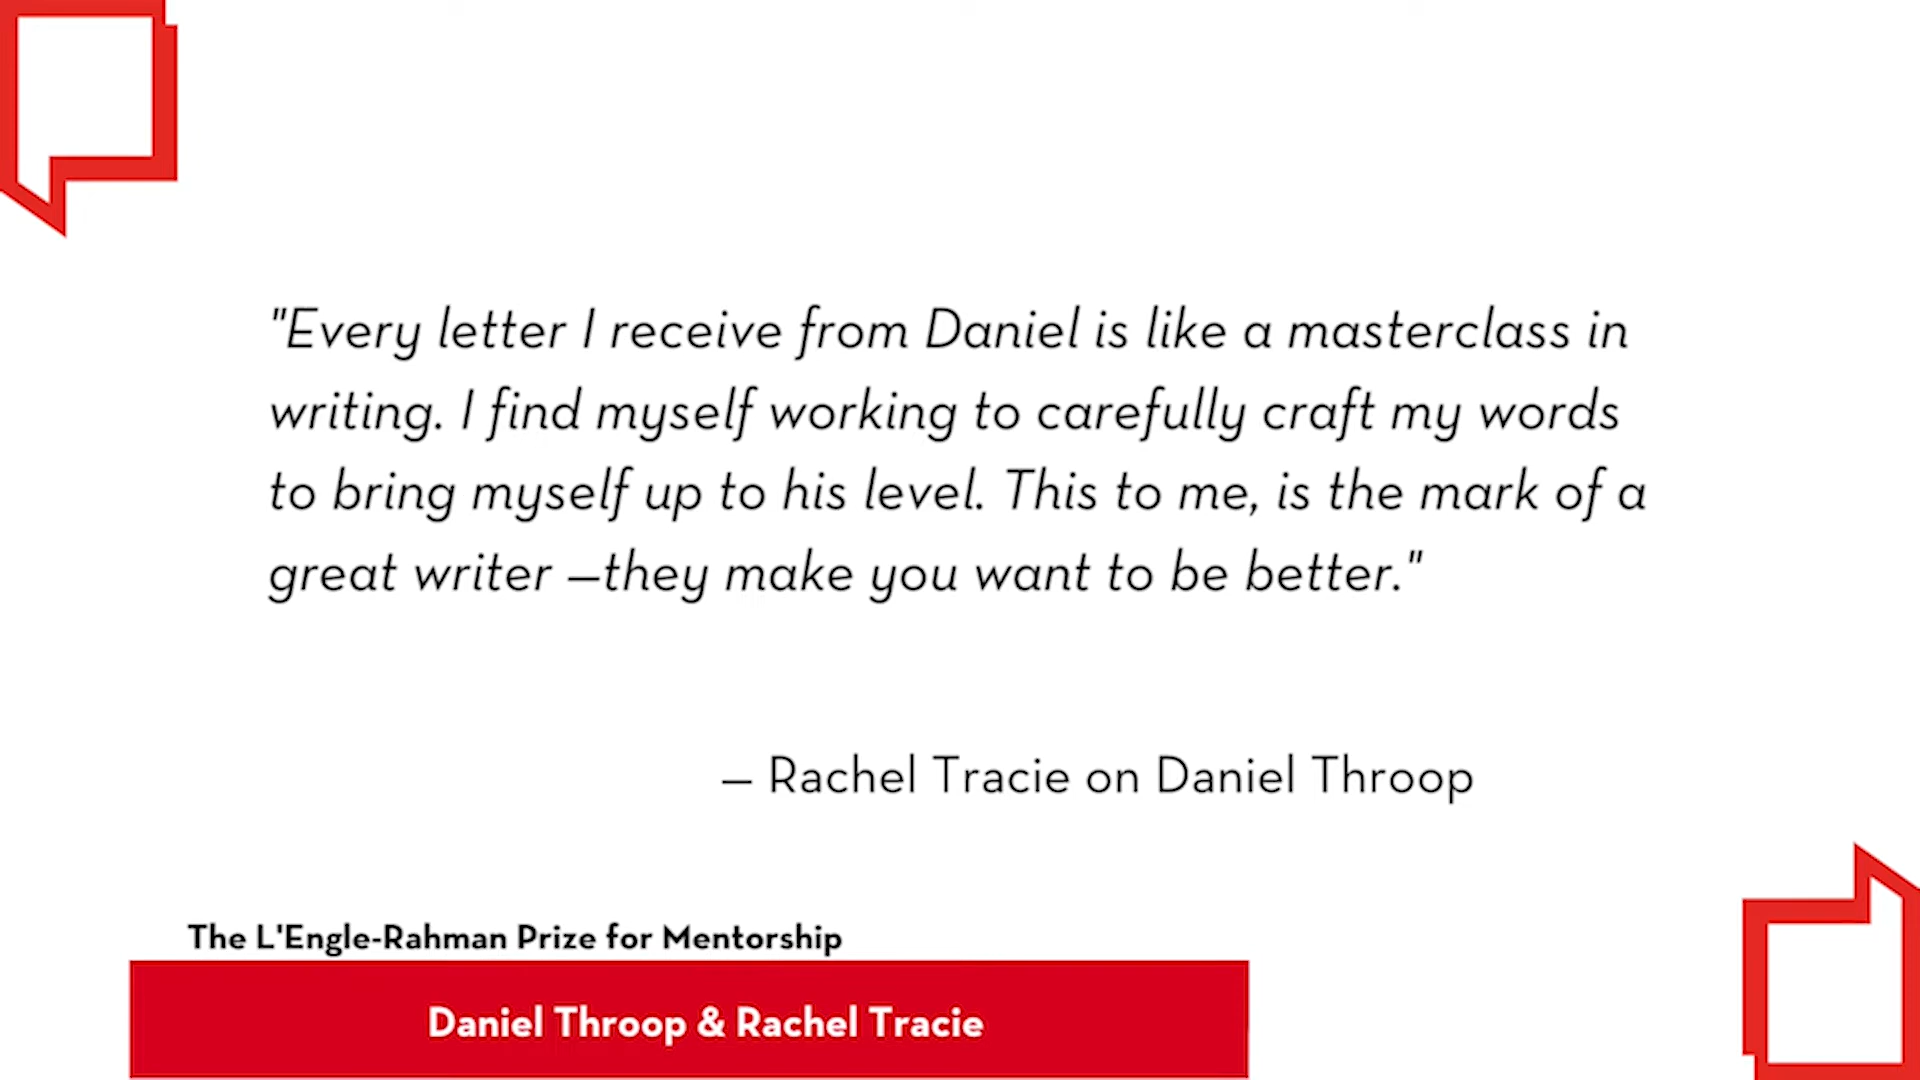 "Every letter I receive from Daniel is like a masterclass in
writing. I find myself working to carefully craft my words
to bring myself up to his level. This to me, is the mark of a
great writer —they make you want to be better."
— Rachel Tracie on Daniel Throop
The L'Engle-Rahman Prize for Mentorship
Daniel Throop & Rachel Tracie